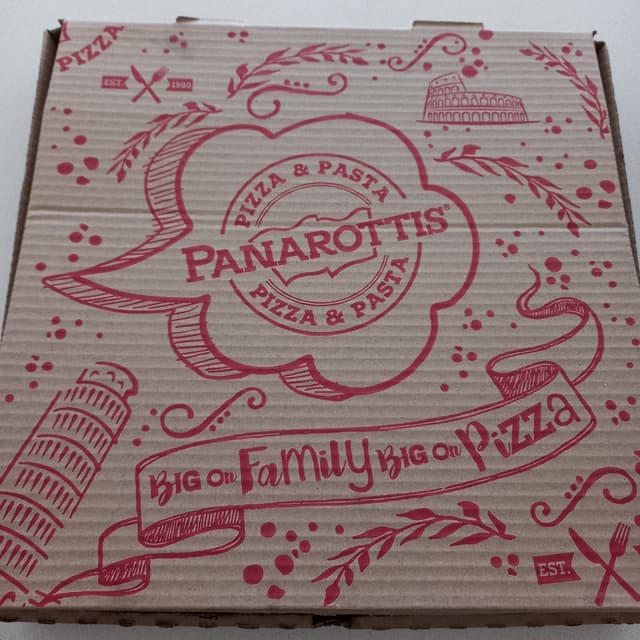 PIZZA
EST. 1990
PIZZA & PASTA
PANAROTTIS®
PIZZA & PASTA
BIG On FaMiLY BIG On PiZZa
EST.